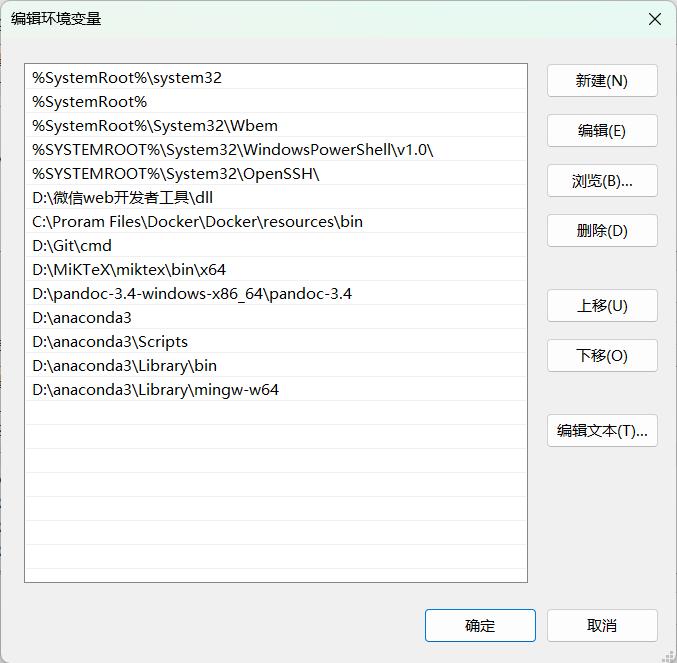 编辑环境变量
%SystemRoot%\system32
%SystemRoot%
%SystemRoot%\System32\Wbem
%SYSTEMROOT%\System32\WindowsPowerShell\v1.0\
%SYSTEMROOT%\System32\OpenSSH\
D:\微信web开发者工具\dll
C:\Proram Files\Docker\Docker\resources\bin
D:\Git\cmd
D:\MiKTeX\miktex\bin\x64
D:\pandoc-3.4-windows-x86_64\pandoc-3.4
D:\anaconda3
D:\anaconda3\Scripts
D:\anaconda3\Library\bin
D:\anaconda3\Library\mingw-w64
新建(N)
编辑(E)
浏览(B)...
删除(D)
上移(U)
下移(O)
编辑文本(T)...
确定
取消